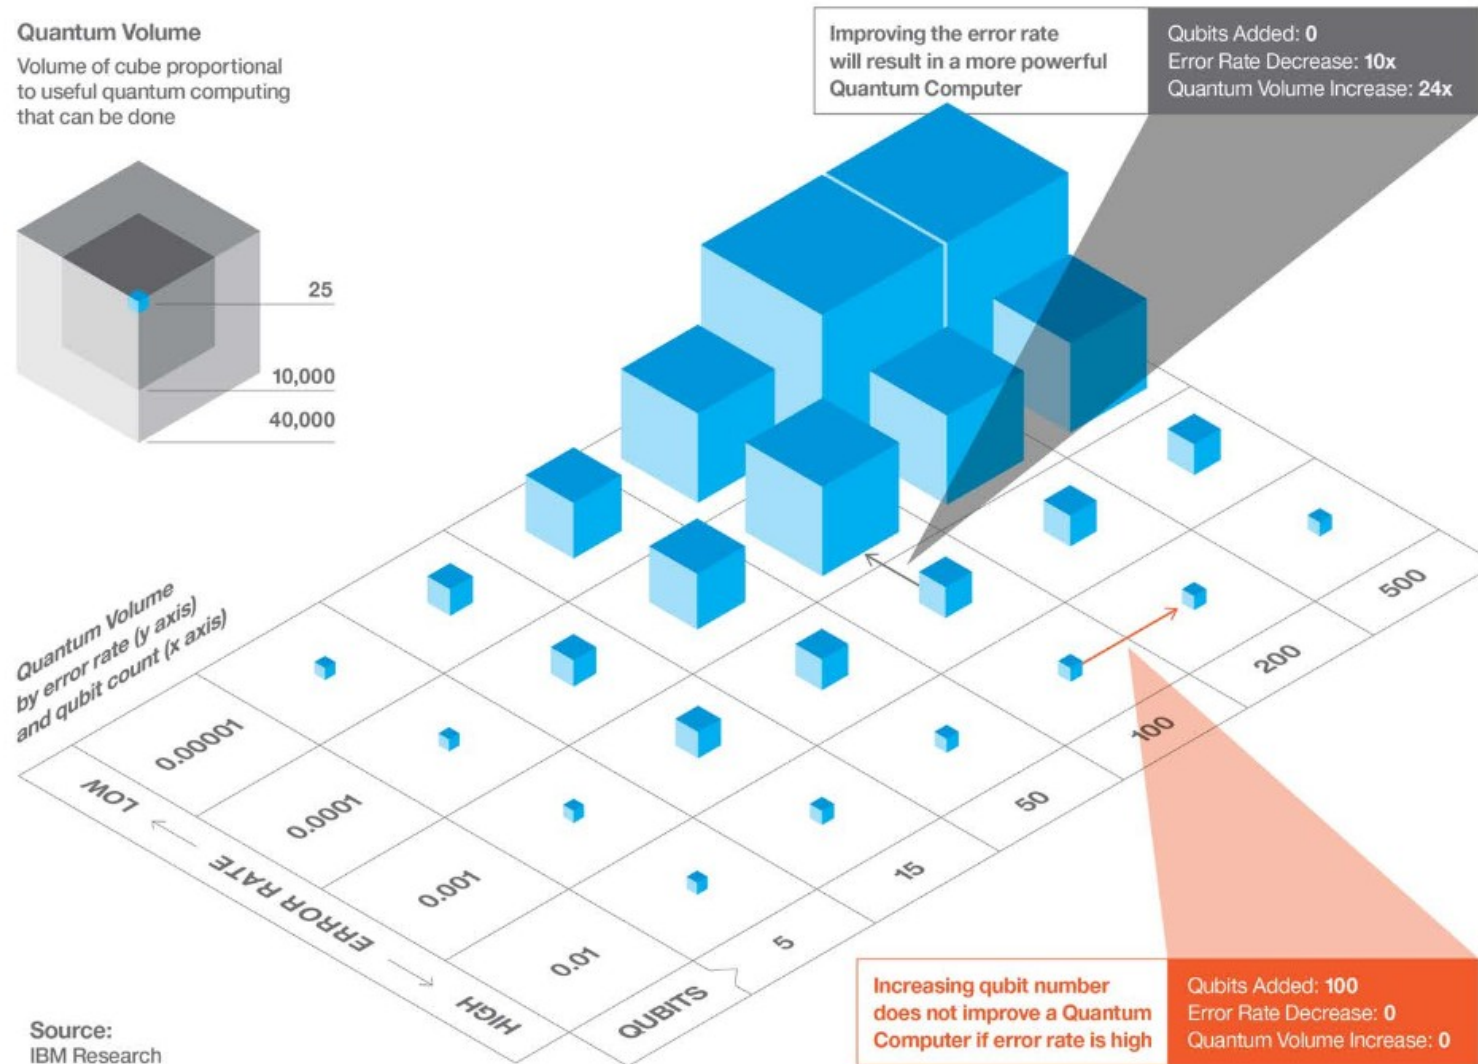 Quantum Volume
Volume of cube proportional
to useful quantum computing
that can be done
25
10,000
40,000
Improving the error rate
will result in a more powerful
Quantum Computer
Qubits Added: 0
Error Rate Decrease: 10x
Quantum Volume Increase: 24x
Quantum Volume
by error rate (y axis)
and qubit count (x axis)
0.00001
0.0001
0.001
0.01
LOW
ERROR RATE
HIGH
QUBITS
5
15
50
100
200
500
Increasing qubit number
does not improve a Quantum
Computer if error rate is high
Qubits Added: 100
Error Rate Decrease: 0
Quantum Volume Increase: 0
Source:
IBM Research